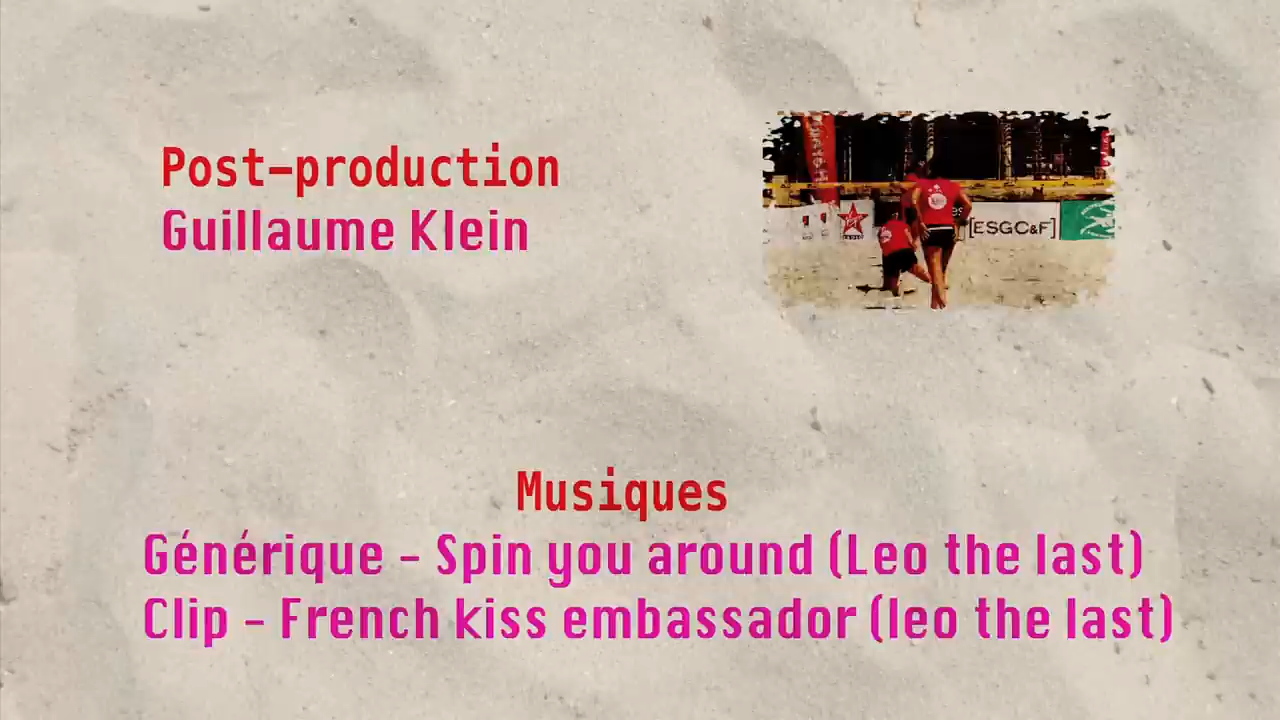 Post-production
Guillaume Klein
[ESGC&F]
Musiques
Générique - Spin you around (Leo the last)
Clip - French kiss embassador (leo the last)